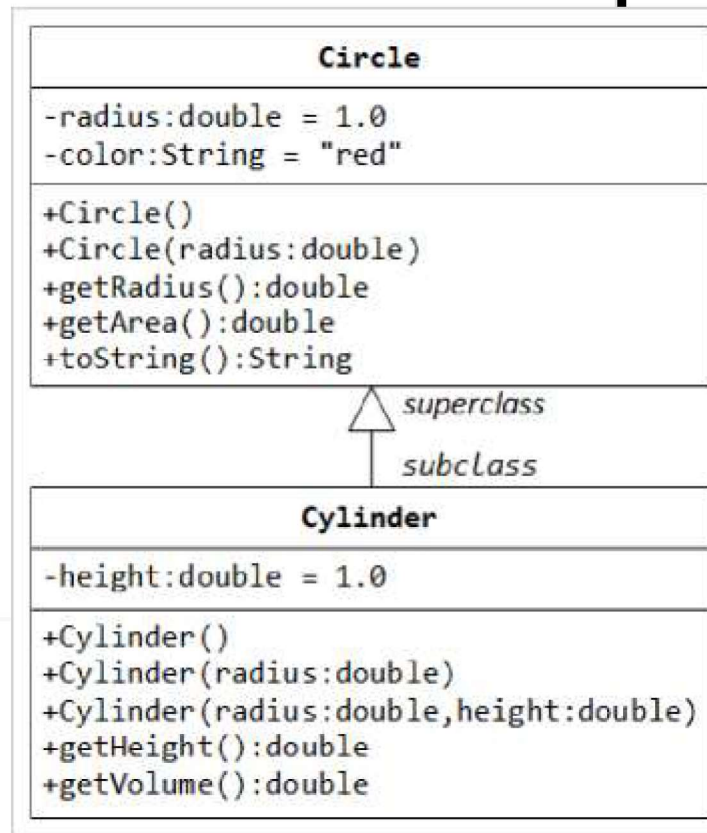 Circle
-radius:double = 1.0
-color:String = "red"
+Circle()
+Circle(radius:double)
+getRadius():double
+getArea():double
+toString():String
superclass
subclass
Cylinder
-height:double = 1.0
+Cylinder()
+Cylinder(radius:double)
+Cylinder(radius:double,height:double)
+getHeight():double
+getVolume():double